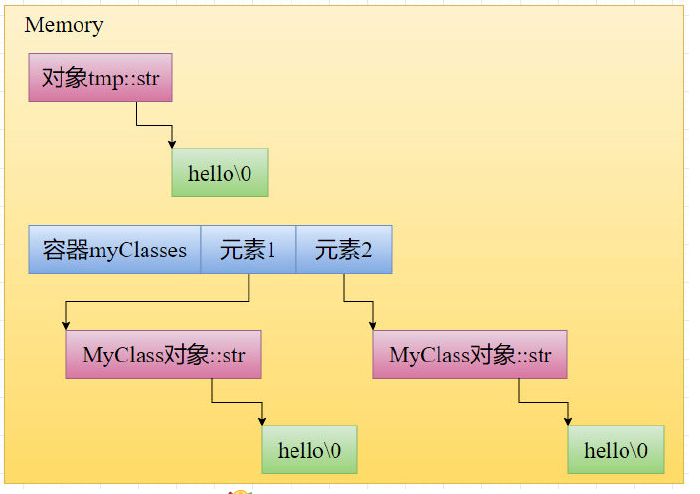 Memory
对象tmp::str
hello\0
容器myClasses 元素1 元素2
MyClass对象::str MyClass对象::str
hello\0 hello\0